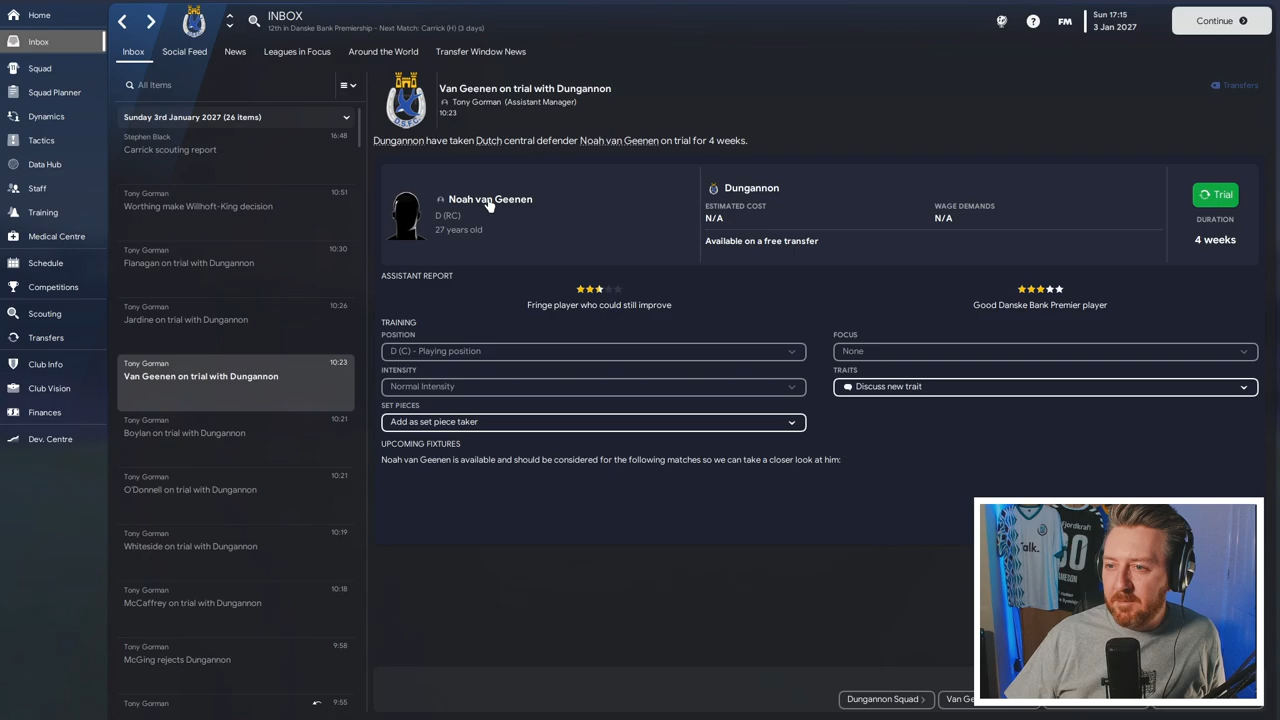 Home
Inbox
Squad
Squad Planner
Dynamics
Tactics
Data Hub
Staff
Training
Medical Centre
Schedule
Competitions
Scouting
Transfers
Club Info
Club Vision
Finances
Dev. Centre
INBOX
12th in Danske Bank Premiership - Next Match: Carrick (H) (3 days)
?
FM
Sun 17:15
3 Jan 2027
Continue
Inbox
Social Feed
News
Leagues in Focus
Around the World
Transfer Window News
All Items
Sunday 3rd January 2027 (26 items)
Stephen Black 16:48
Carrick scouting report
Tony Gorman 10:51
Worthing make Willhoft-King decision
Tony Gorman 10:30
Flanagan on trial with Dungannon
Tony Gorman 10:26
Jardine on trial with Dungannon
Tony Gorman 10:23
Van Geenen on trial with Dungannon
Tony Gorman 10:21
Boylan on trial with Dungannon
Tony Gorman 10:21
O'Donnell on trial with Dungannon
Tony Gorman 10:19
Whiteside on trial with Dungannon
Tony Gorman 10:18
McCaffrey on trial with Dungannon
Tony Gorman 9:58
McGing rejects Dungannon
Tony Gorman 9:55
Van Geenen on trial with Dungannon
Tony Gorman (Assistant Manager)
10:23
Transfers
Dungannon have taken Dutch central defender Noah van Geenen on trial for 4 weeks.
Noah van Geenen
D (RC)
27 years old
Dungannon
ESTIMATED COST
N/A
WAGE DEMANDS
N/A
Available on a free transfer
Trial
DURATION
4 weeks
ASSISTANT REPORT
Fringe player who could still improve
Good Danske Bank Premier player
TRAINING
POSITION
D (C) - Playing position
FOCUS
None
INTENSITY
Normal Intensity
TRAITS
Discuss new trait
SET PIECES
Add as set piece taker
UPCOMING FIXTURES
Noah van Geenen is available and should be considered for the following matches so we can take a closer look at him:
Dungannon Squad
Van Ge
D.S.F.C.
Talk.
Fjordkraft
JAMESON